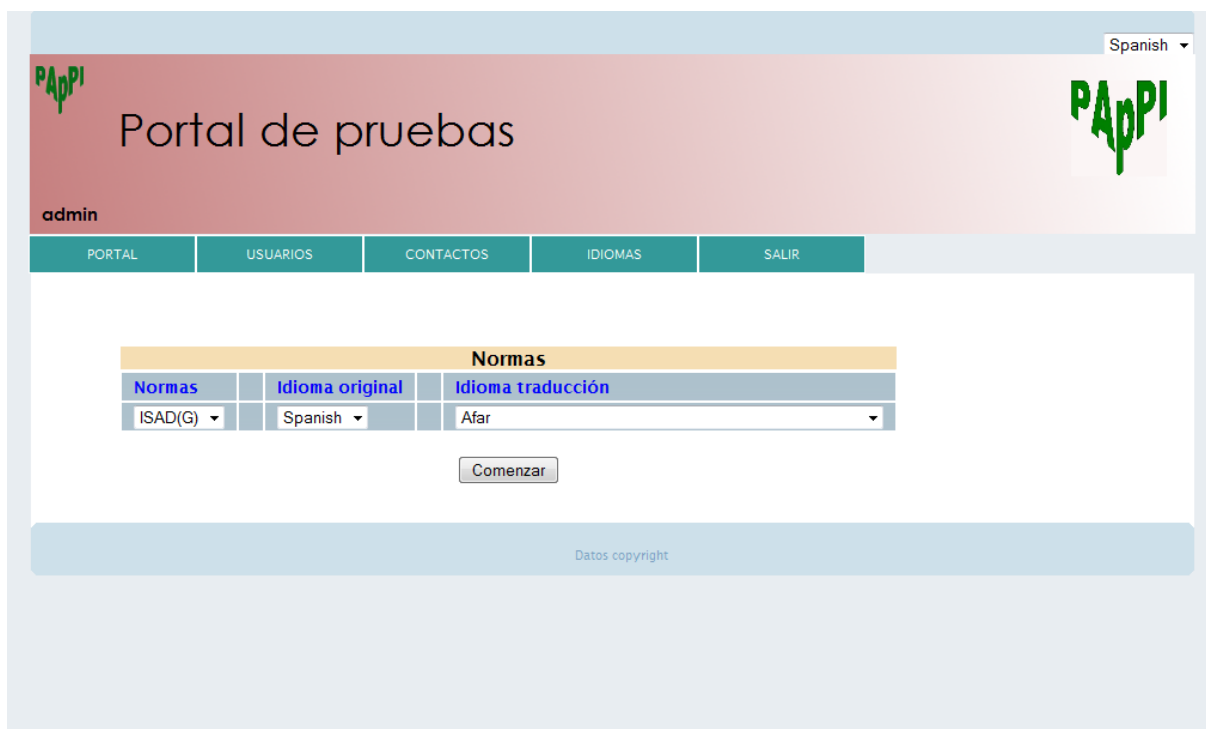 Spanish
PAPPI
Portal de pruebas
PAPPI
admin
PORTAL USUARIOS CONTACTOS IDIOMAS SALIR
Normas
Normas Idioma original Idioma traducción
ISAD(G) Spanish Afar
Comenzar
Datos copyright